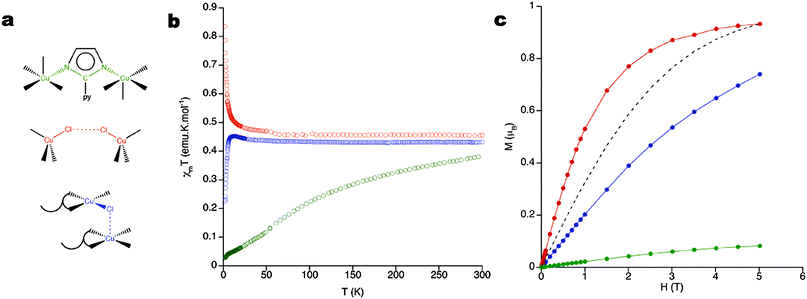 a
N
N
Cu
C
Cu
py
Cl
Cl
Cu
Cu
Cu
Cl
Cu
b
χmT (emu.K.mol-1)
0.9
0.8
0.7
0.6
0.5
0.4
0.3
0.2
0.1
0
0 50 100 150 200 250 300
T (K)
c
M (μB)
1
0.8
0.6
0.4
0.2
0
0 1 2 3 4 5 6
H (T)